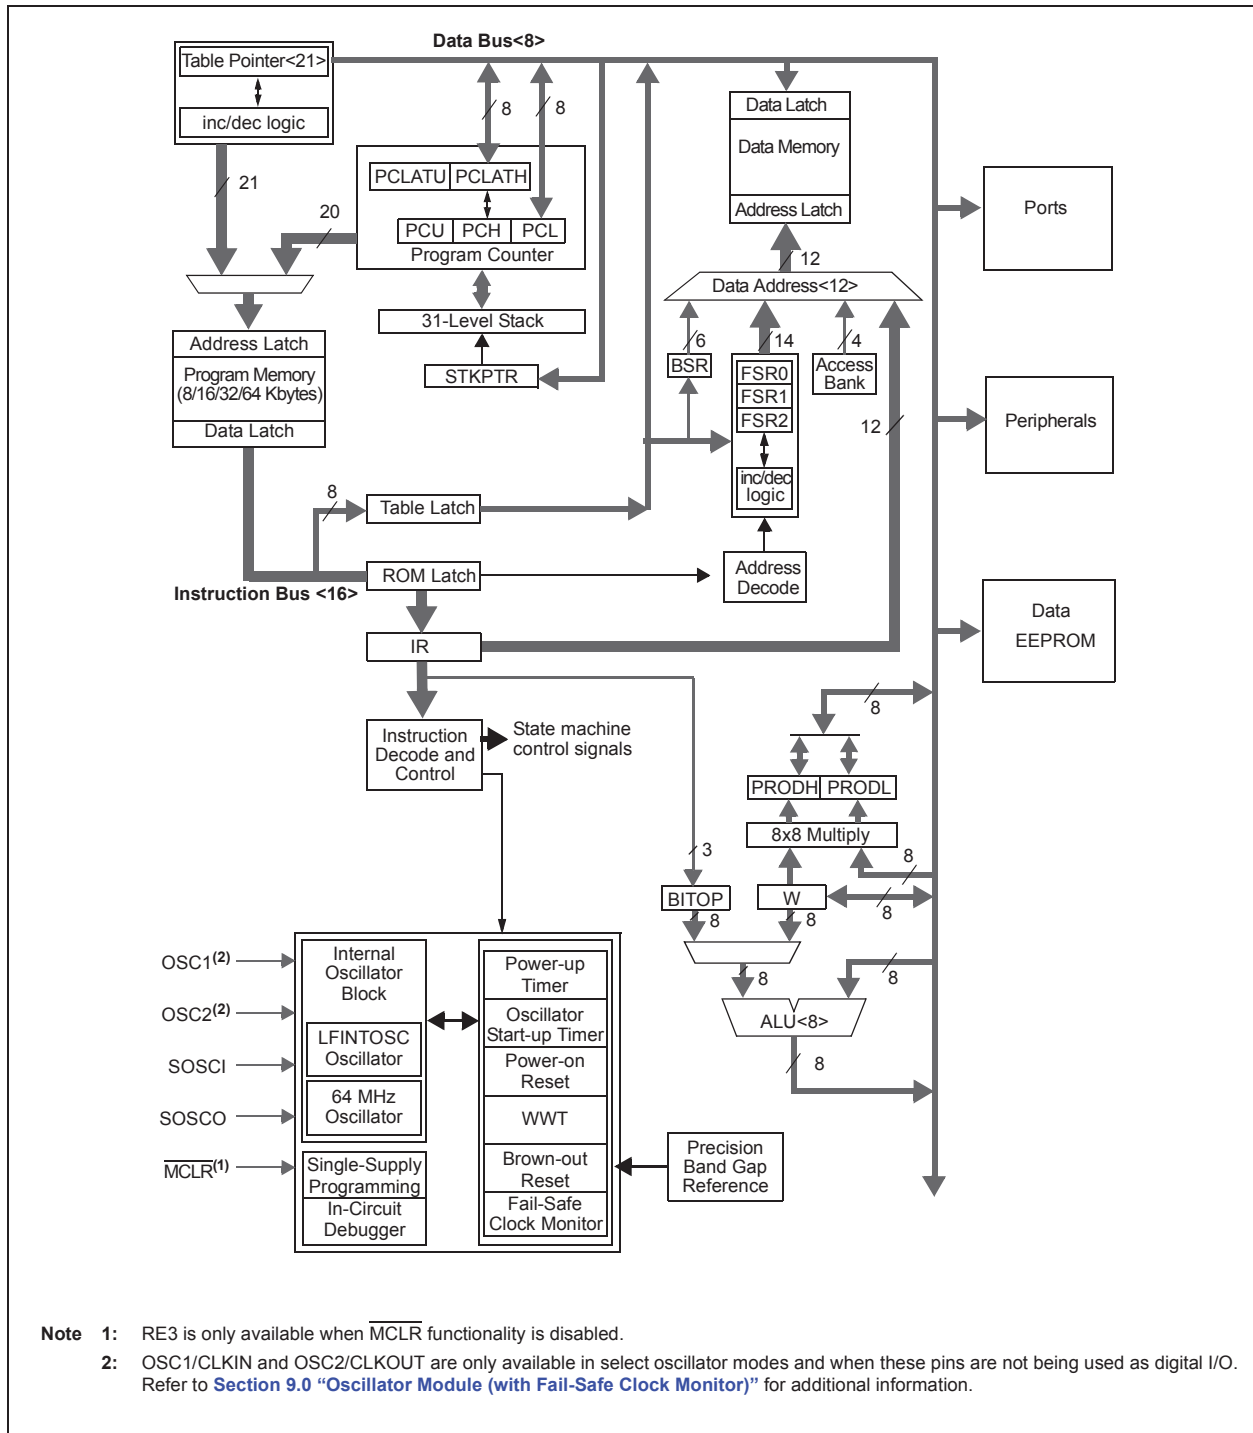 Data Bus<8>
Table Pointer<21>
inc/dec logic
21
20
8
8
PCLATU PCLATH
PCU PCH PCL
Program Counter
31-Level Stack
STKPTR
Data Latch
Data Memory
Address Latch
12
Data Address<12>
6
14
4
BSR
FSR0
FSR1
FSR2
inc/dec
logic
Access
Bank
12
Address
Decode
Ports
Peripherals
Data
EEPROM
Address Latch
Program Memory
(8/16/32/64 Kbytes)
Data Latch
8
Table Latch
ROM Latch
Instruction Bus <16>
IR
Instruction
Decode and
Control
State machine
control signals
8
PRODH PRODL
8x8 Multiply
3
8
BITOP
W
8
8
8
8
8
ALU<8>
8
OSC1(2)
OSC2(2)
SOSCI
SOSCO
MCLR(1)
Internal
Oscillator
Block
LFINTOSC
Oscillator
64 MHz
Oscillator
Single-Supply
Programming
In-Circuit
Debugger
Power-up
Timer
Oscillator
Start-up Timer
Power-on
Reset
WWT
Brown-out
Reset
Fail-Safe
Clock Monitor
Precision
Band Gap
Reference
Note 1: RE3 is only available when MCLR functionality is disabled.
2: OSC1/CLKIN and OSC2/CLKOUT are only available in select oscillator modes and when these pins are not being used as digital I/O.
Refer to Section 9.0 “Oscillator Module (with Fail-Safe Clock Monitor)” for additional information.